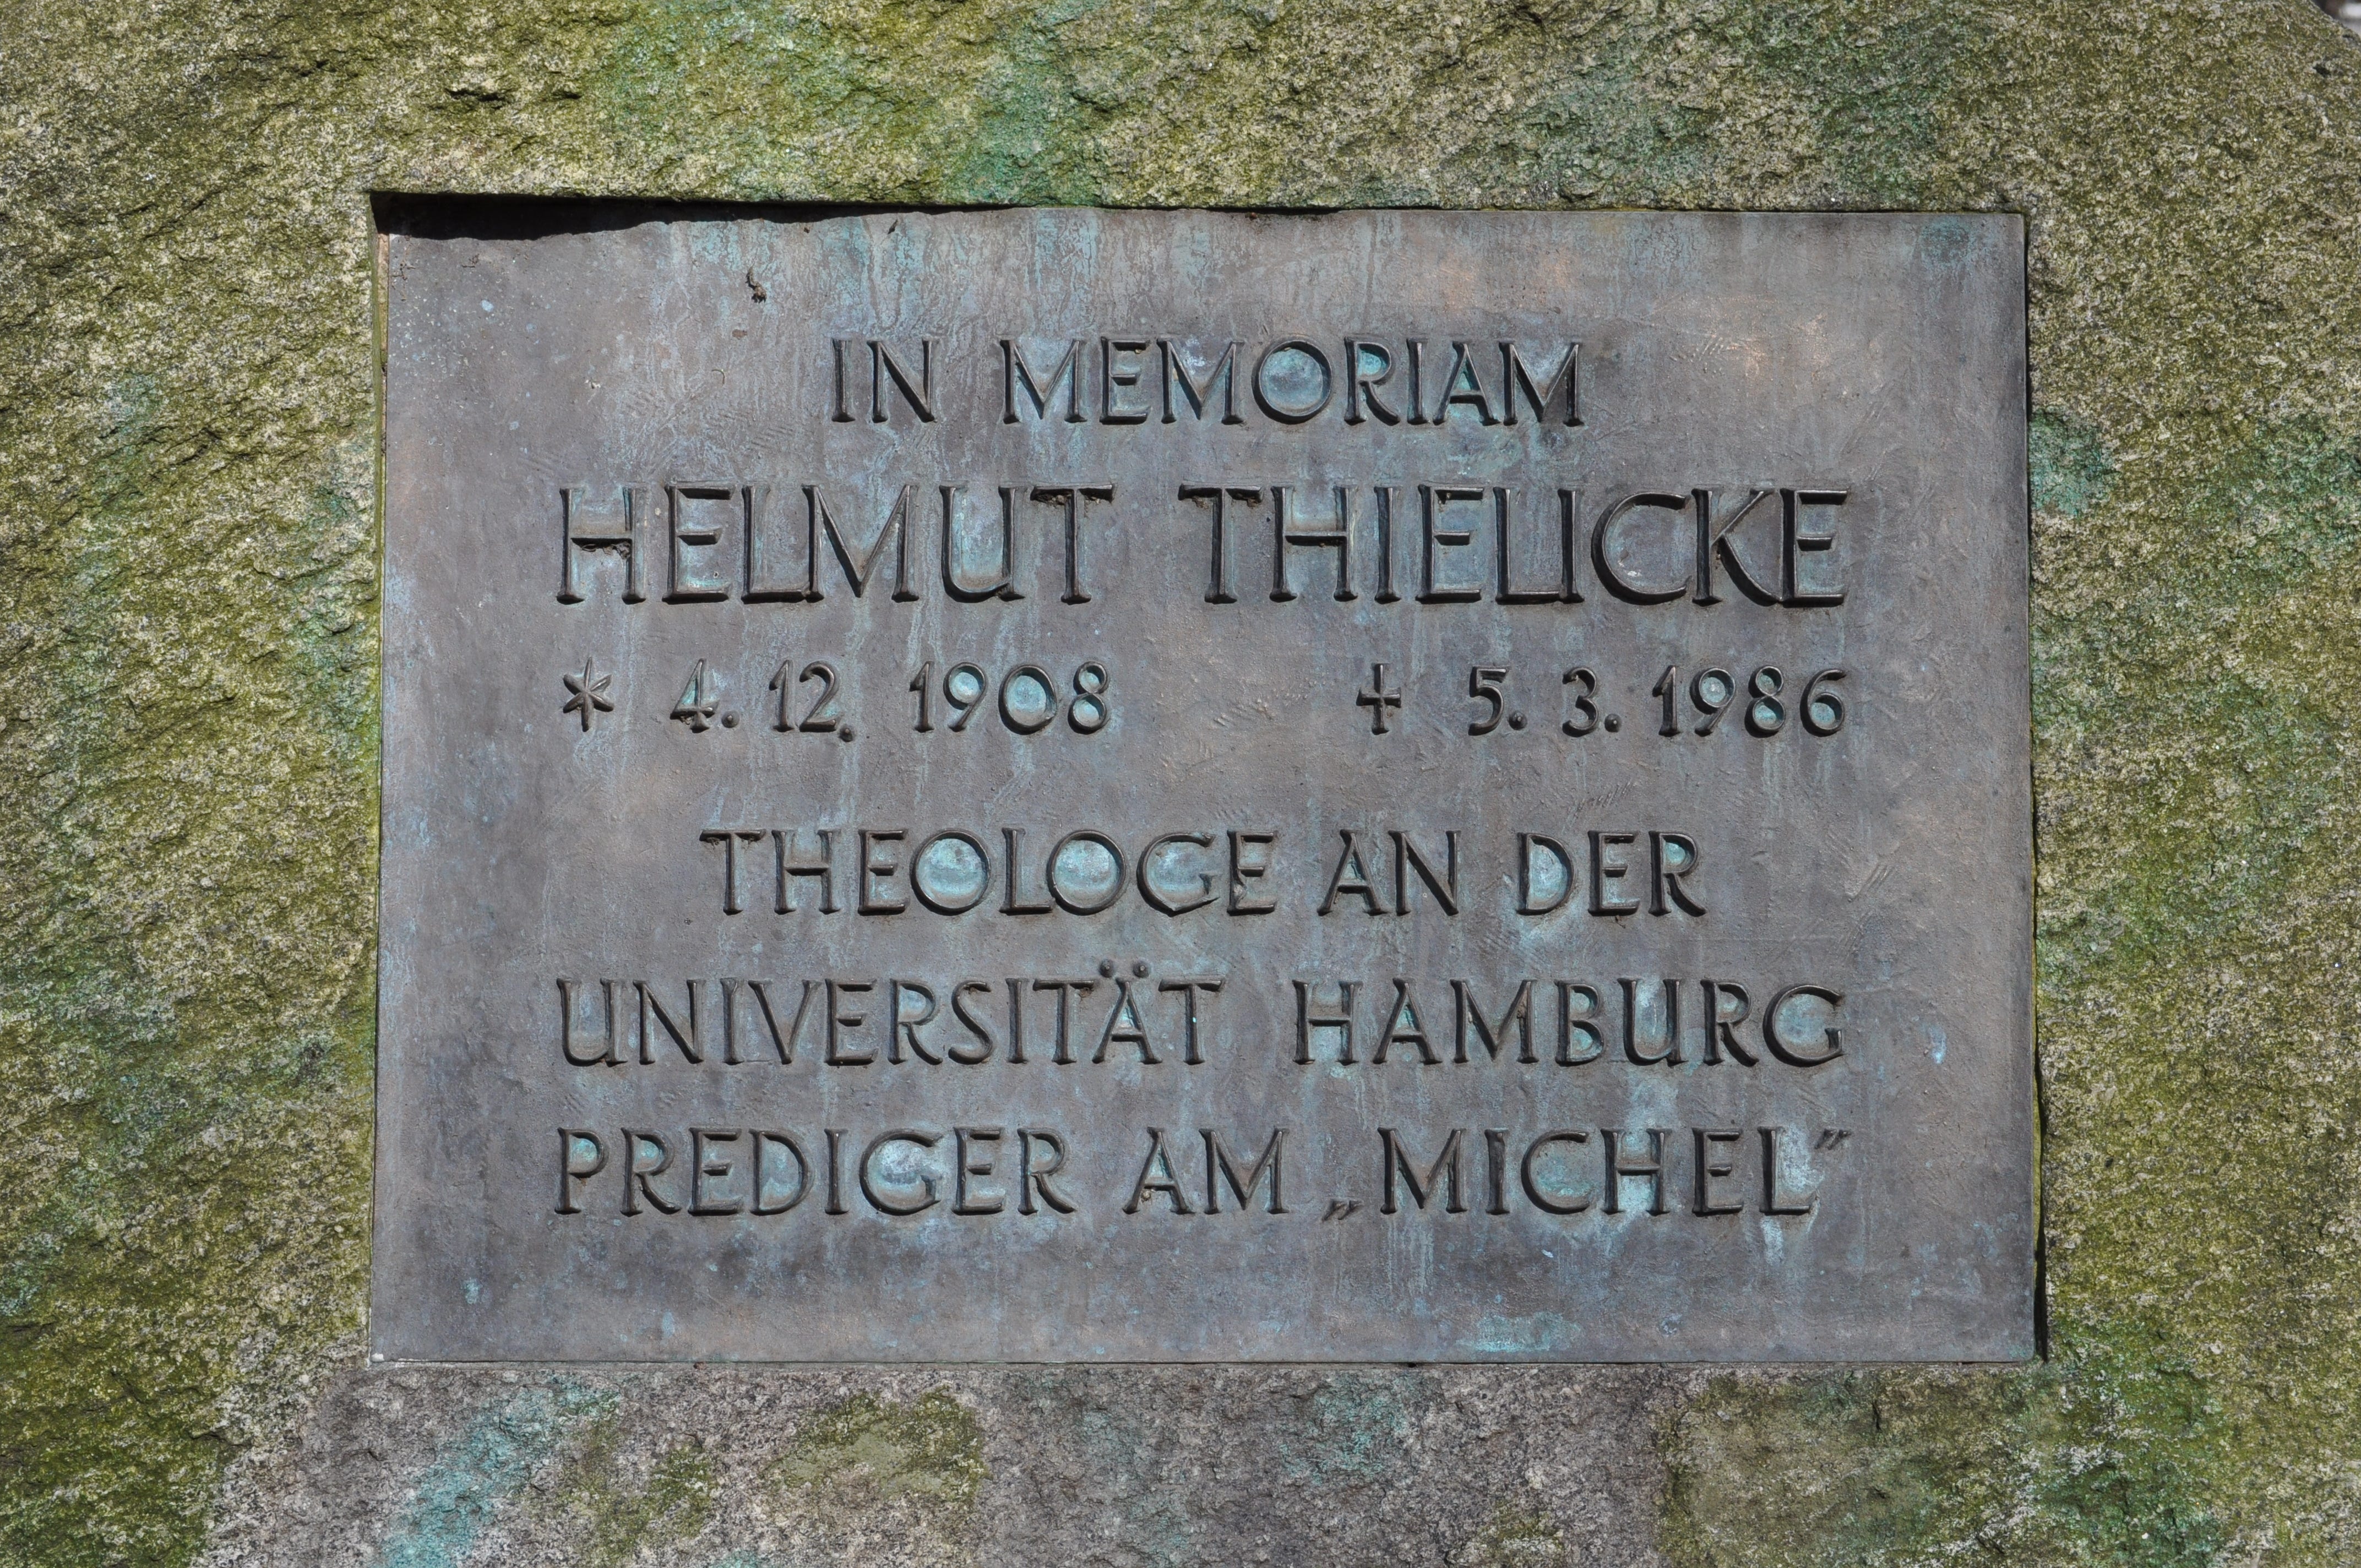 IN MEMORIAM
HELMUT THIELICKE
* 4. 12. 1908 † 5. 3. 1986
THEOLOGE AN DER
UNIVERSITÄT HAMBURG
PREDIGER AM „MICHEL”